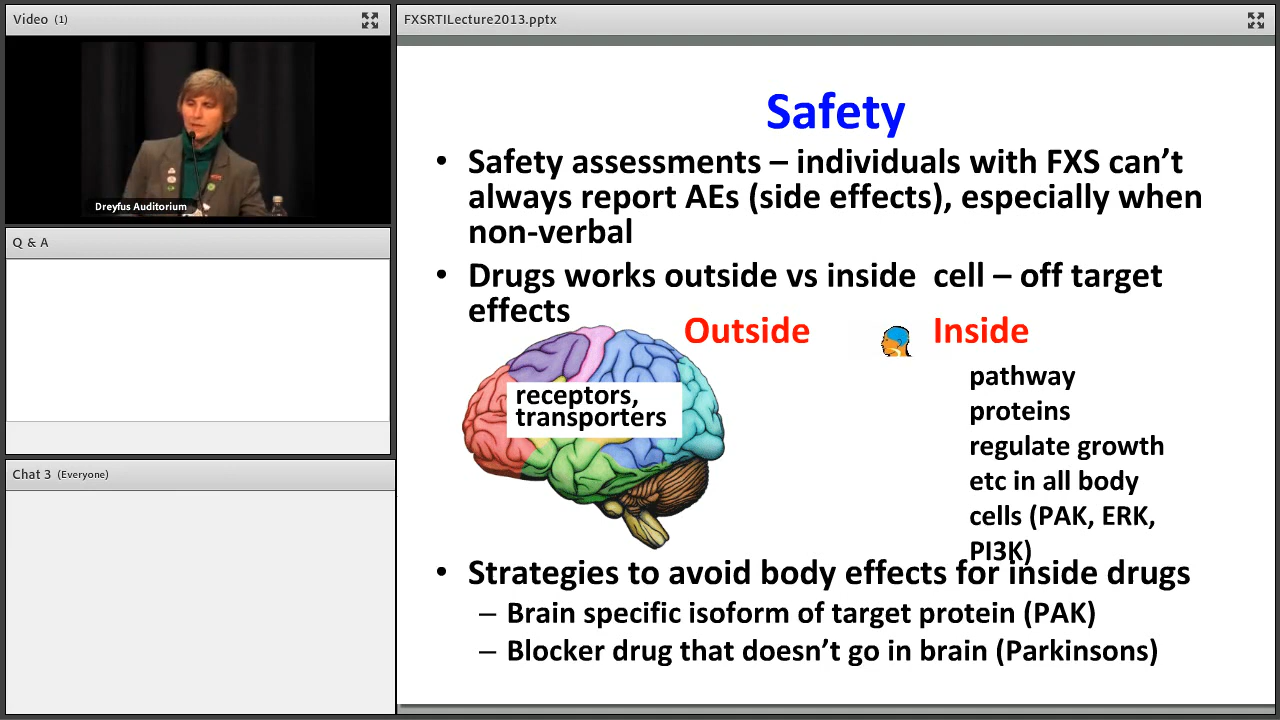 Video (1)
FXSRTILecture2013.pptx
Dreyfus Auditorium
Q & A
Chat 3 (Everyone)
Safety
• Safety assessments – individuals with FXS can't
always report AEs (side effects), especially when
non-verbal
• Drugs works outside vs inside cell – off target
effects
Outside
Inside
receptors,
transporters
pathway
proteins
regulate growth
etc in all body
cells (PAK, ERK,
PI3K)
• Strategies to avoid body effects for inside drugs
– Brain specific isoform of target protein (PAK)
– Blocker drug that doesn't go in brain (Parkinsons)